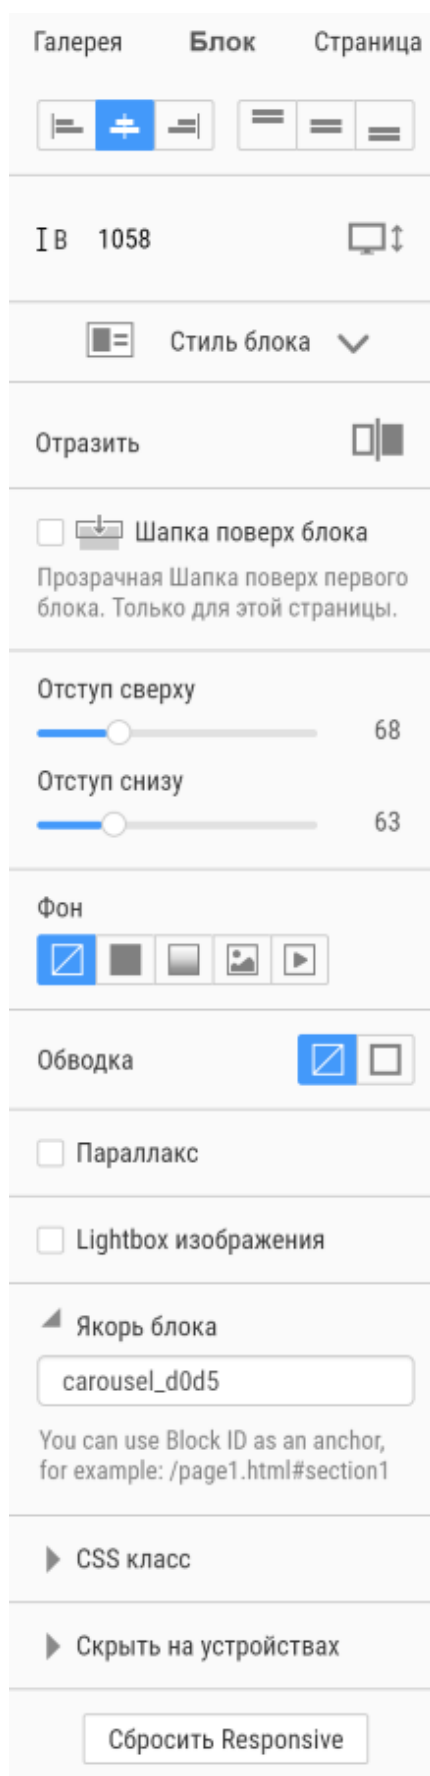 Галерея Блок Страница
В 1058
Стиль блока
Отразить
Шапка поверх блока
Прозрачная Шапка поверх первого
блока. Только для этой страницы.
Отступ сверху
68
Отступ снизу
63
Фон
Обводка
Параллакс
Lightbox изображения
Якорь блока
carousel_d0d5
You can use Block ID as an anchor,
for example: /page1.html#section1
CSS класс
Скрыть на устройствах
Сбросить Responsive